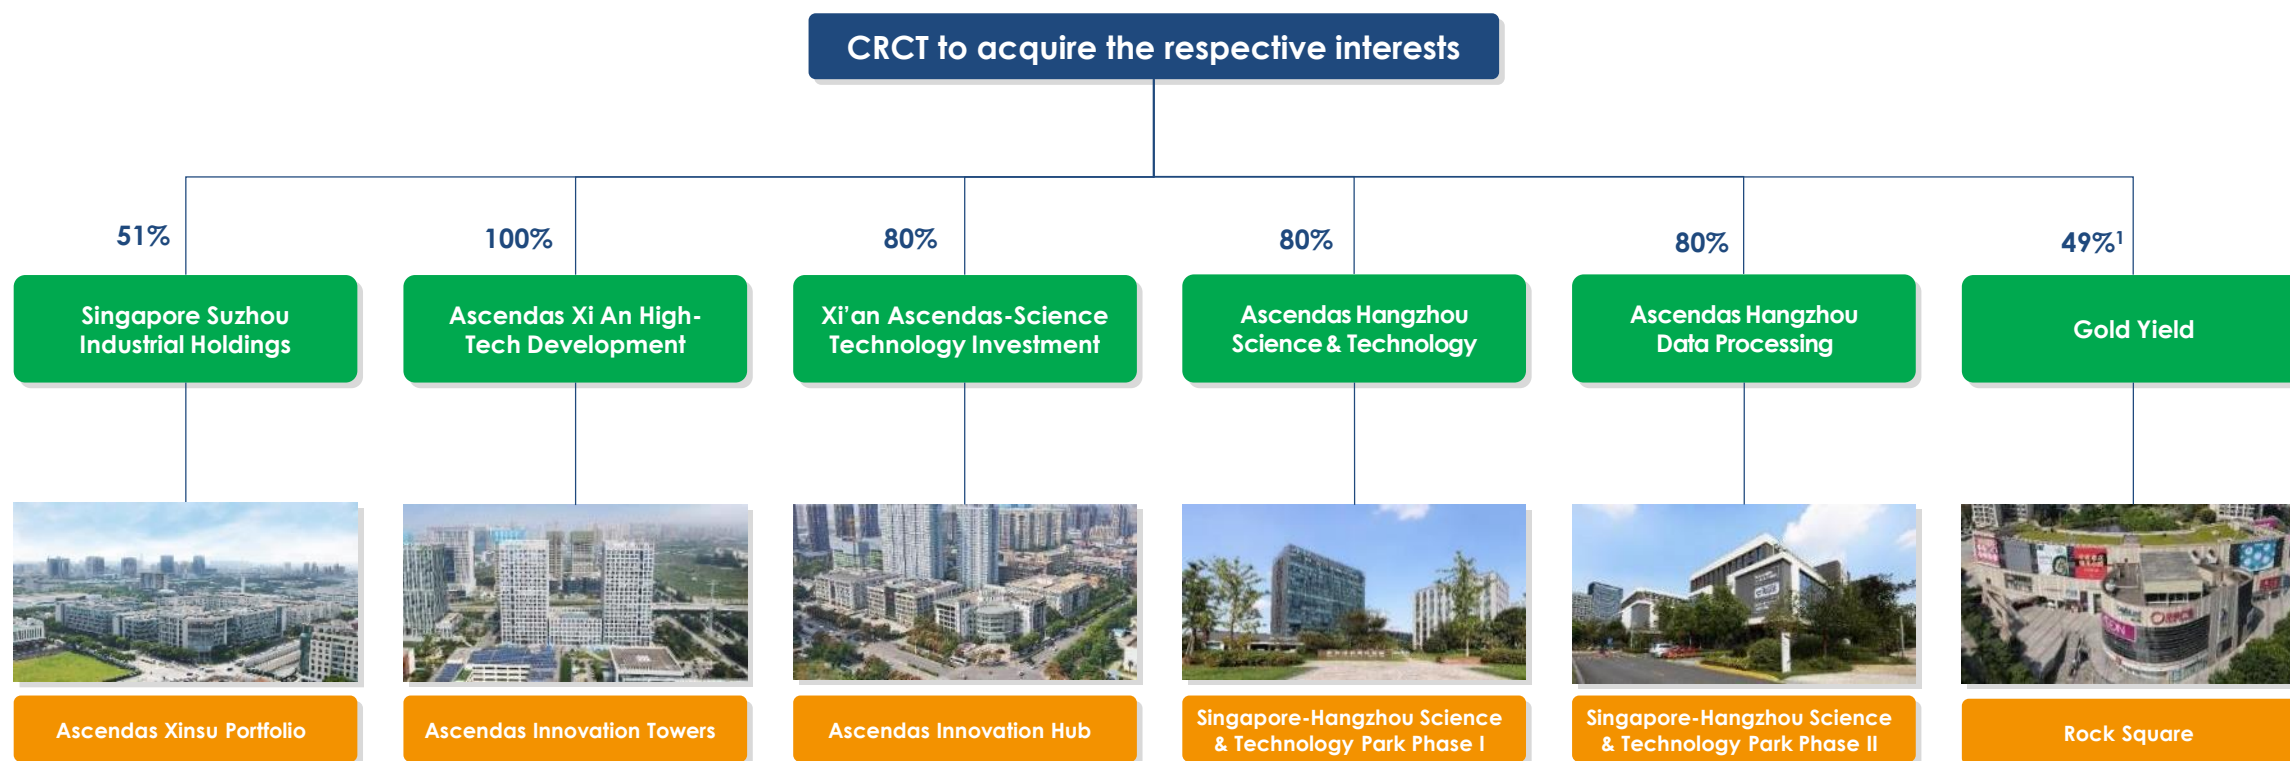 CRCT to acquire the respective interests
51%
100%
80%
80%
80%
49%¹
Singapore Suzhou
Industrial Holdings
Ascendas Xi An High-
Tech Development
Xi’an Ascendas-Science
Technology Investment
Ascendas Hangzhou
Science & Technology
Ascendas Hangzhou
Data Processing
Gold Yield
Ascendas Xinsu Portfolio
Ascendas Innovation Towers
Ascendas Innovation Hub
Singapore-Hangzhou Science
& Technology Park Phase I
Singapore-Hangzhou Science
& Technology Park Phase II
Rock Square